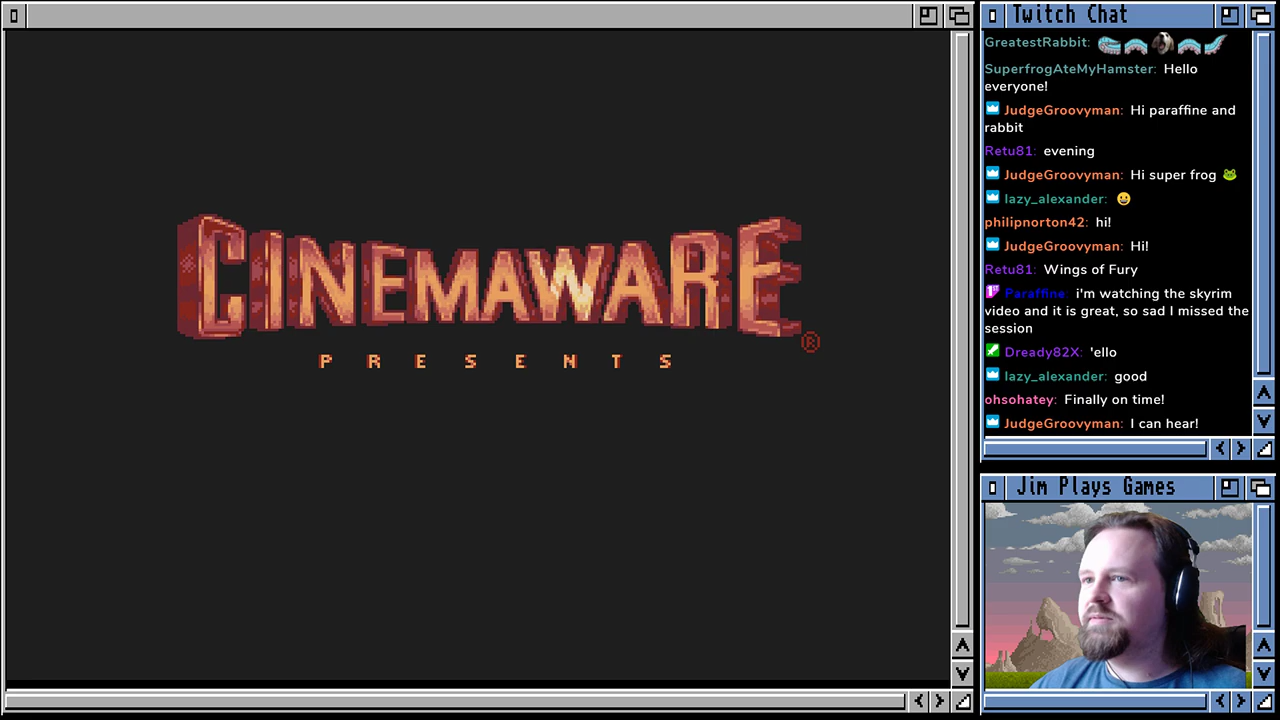 CINEMAWARE®
PRESENTS
Twitch Chat
GreatestRabbit:
SuperfrogAteMyHamster: Hello
everyone!
JudgeGroovyman: Hi paraffine and
rabbit
Retu81: evening
JudgeGroovyman: Hi super frog 🐸
lazy_alexander: 😀
philipnorton42: hi!
JudgeGroovyman: Hi!
Retu81: Wings of Fury
Paraffine: i'm watching the skyrim
video and it is great, so sad I missed the
session
Dready82X: 'ello
lazy_alexander: good
ohsohatey: Finally on time!
JudgeGroovyman: I can hear!
Jim Plays Games